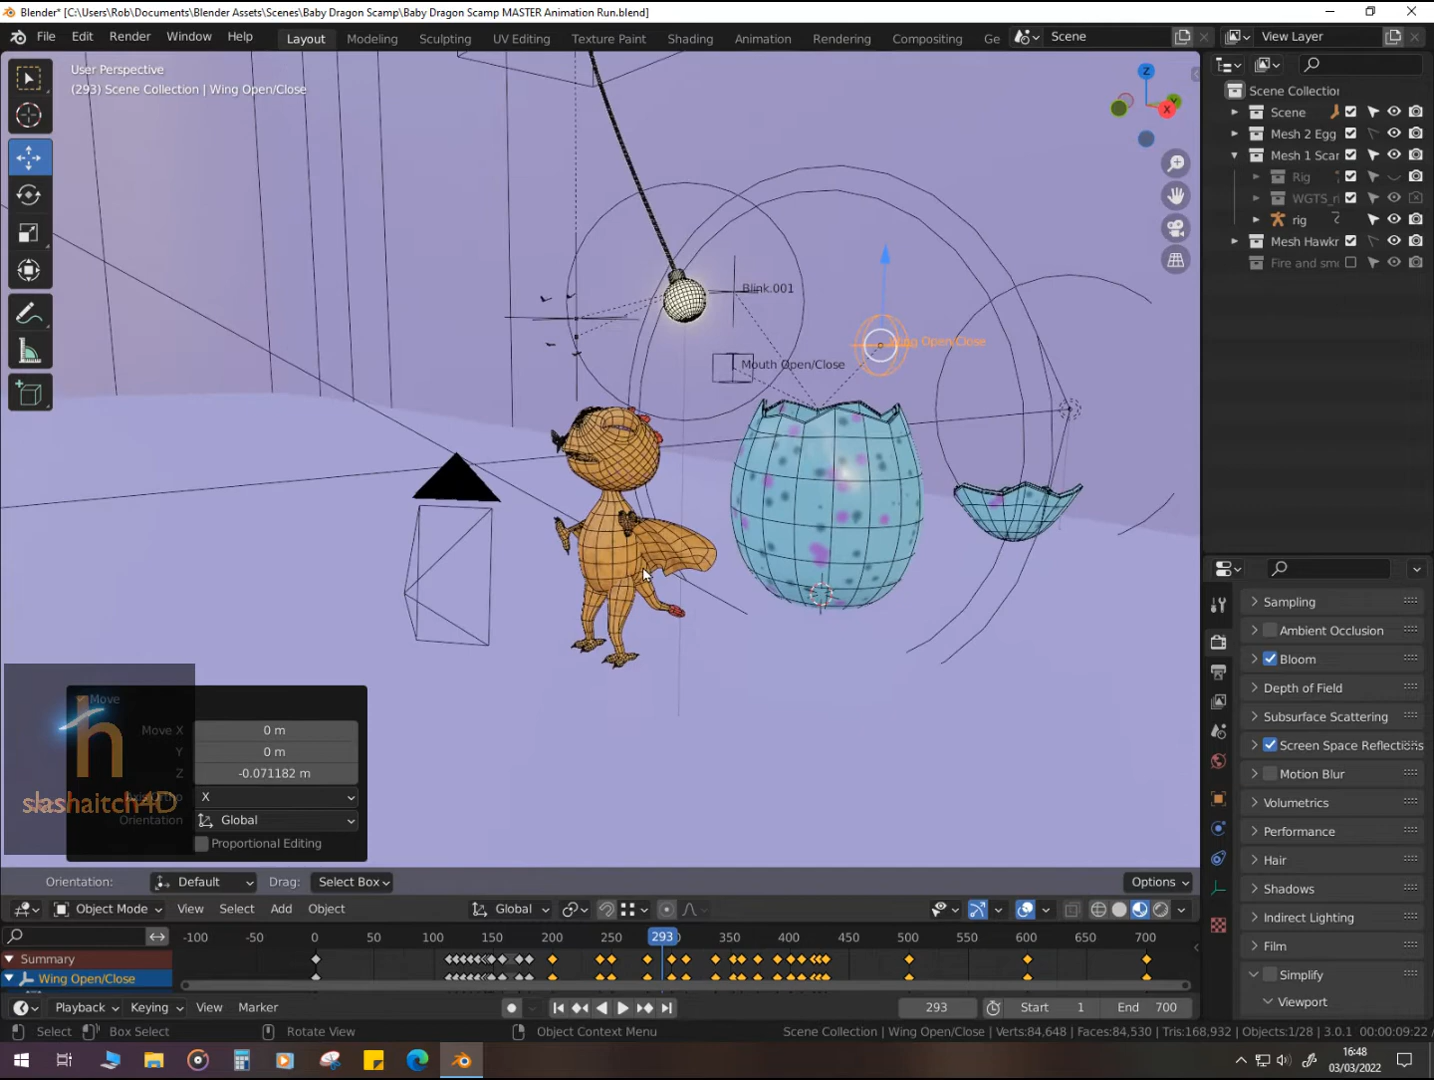 Blender* [C:\Users\Rob\Documents\Blender Assets\Scenes\Baby Dragon Scamp\Baby Dragon Scamp MASTER Animation Run.blend]
File Edit Render Window Help Layout Modeling Sculpting UV Editing Texture Paint Shading Animation Rendering Compositing Ge Scene View Layer
User Perspective
(293) Scene Collection | Wing Open/Close
Z
Y
X
Scene Collection
Scene
Mesh 2 Egg
Mesh 1 Scar
Rig
WGTS_r
rig
Mesh Hawkr
Fire and smo
Blink.001
Wing Open/Close
Mouth Open/Close
Sampling
Ambient Occlusion
Bloom
Depth of Field
Subsurface Scattering
Screen Space Reflections
Motion Blur
Volumetrics
Performance
Hair
Shadows
Indirect Lighting
Film
Simplify
Viewport
Move
Move X 0 m
Y 0 m
Z -0.071182 m
X
Orientation Global
Proportional Editing
h
slashaitch4D
Orientation: Default Drag: Select Box Options
Object Mode View Select Add Object Global
-100 -50 0 50 100 150 200 250 293 350 400 450 500 550 600 650 700
Summary
Wing Open/Close
Playback Keying View Marker 293 Start 1 End 700
Select Box Select Rotate View Object Context Menu Scene Collection | Wing Open/Close | Verts:84,648 | Faces:84,530 | Tris:168,932 | Objects:1/28 | 3.0.1 00:00:09:22
16:48
03/03/2022